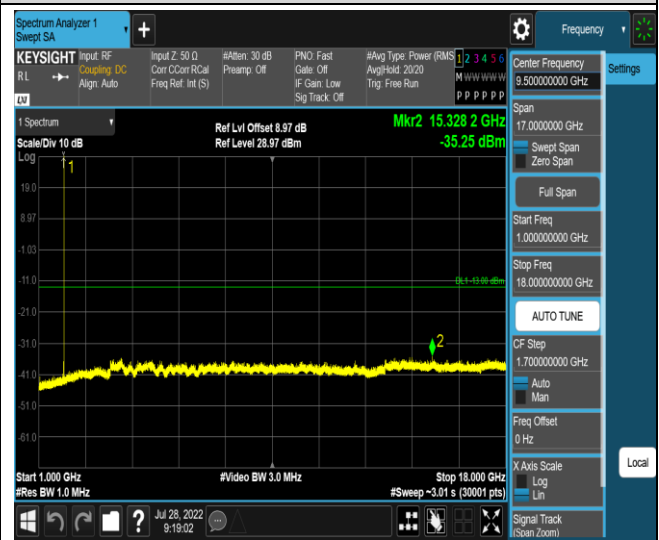 Spectrum Analyzer 1
Swept SA
+
Frequency
KEYSIGHT
RL
LXI
Input: RF
Coupling: DC
Align: Auto
Input Z: 50 Ω
Corr CCorr RCal
Freq Ref: Int (S)
#Atten: 30 dB
Preamp: Off
PNO: Fast
Gate: Off
IF Gain: Low
Sig Track: Off
#Avg Type: Power (RMS
Avg|Hold: 20/20
Trig: Free Run
1 2 3 4 5 6
M W W W W W
P P P P P P
1 Spectrum
Scale/Div 10 dB
Log
Ref Lvl Offset 8.97 dB
Ref Level 28.97 dBm
Mkr2 15.328 2 GHz
-35.25 dBm
1
19.0
8.97
-1.03
-11.0
DL1 -13.00 dBm
-21.0
-31.0
2
-41.0
-51.0
-61.0
Start 1.000 GHz
#Res BW 1.0 MHz
#Video BW 3.0 MHz
Stop 18.000 GHz
#Sweep ~3.01 s (30001 pts)
?
Jul 28, 2022
9:19:02
Center Frequency
9.500000000 GHz
Settings
Span
17.0000000 GHz
Swept Span
Zero Span
Full Span
Start Freq
1.000000000 GHz
Stop Freq
18.000000000 GHz
AUTO TUNE
CF Step
1.700000000 GHz
Auto
Man
Freq Offset
0 Hz
X Axis Scale
Log
Lin
Local
Signal Track
(Span Zoom)